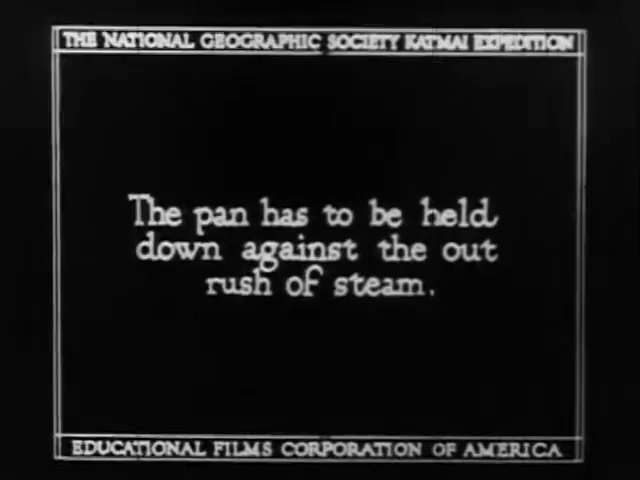 THE NATIONAL GEOGRAPHIC SOCIETY KATMAI EXPEDITION
The pan has to be held
down against the out
rush of steam.
EDUCATIONAL FILMS CORPORATION OF AMERICA